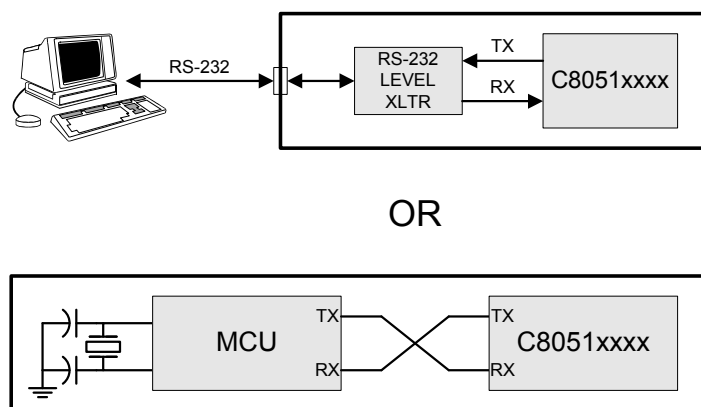 RS-232
RS-232
LEVEL
XLTR
TX
RX
C8051xxxx
OR
MCU
TX
RX
TX
RX
C8051xxxx